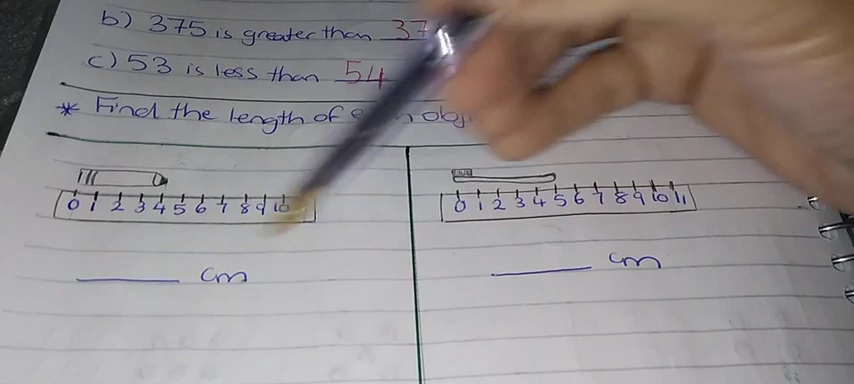 b) 375 is greater than 37
c) 53 is less than 54
* Find the length of
0 1 2 3 4 5 6 7 8 9 10
0 1 2 3 4 5 6 7 8 9 10 11
____ cm
____ cm